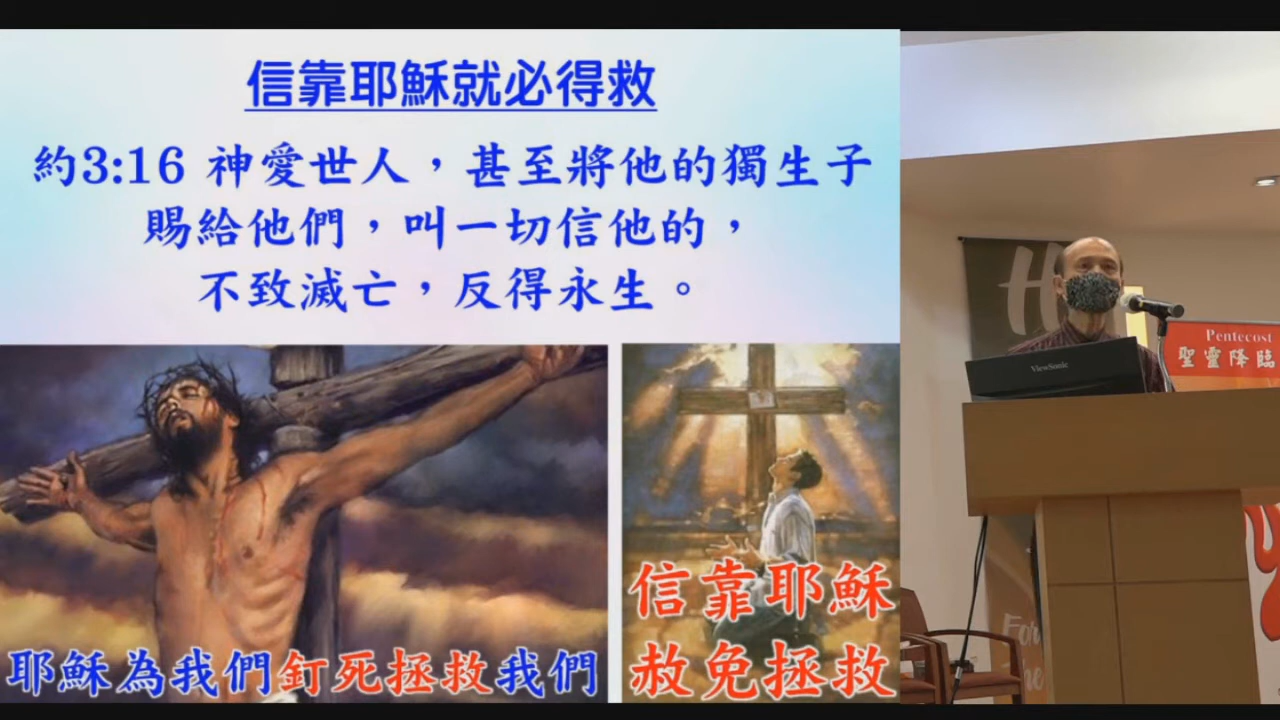 信靠耶穌就必得救
約3:16 神愛世人，甚至將他的獨生子
賜給他們，叫一切信他的，
不致滅亡，反得永生。
耶穌為我們釘死拯救我們
信靠耶穌
赦免拯救
ViewSonic
Pentecost
聖靈降臨
For